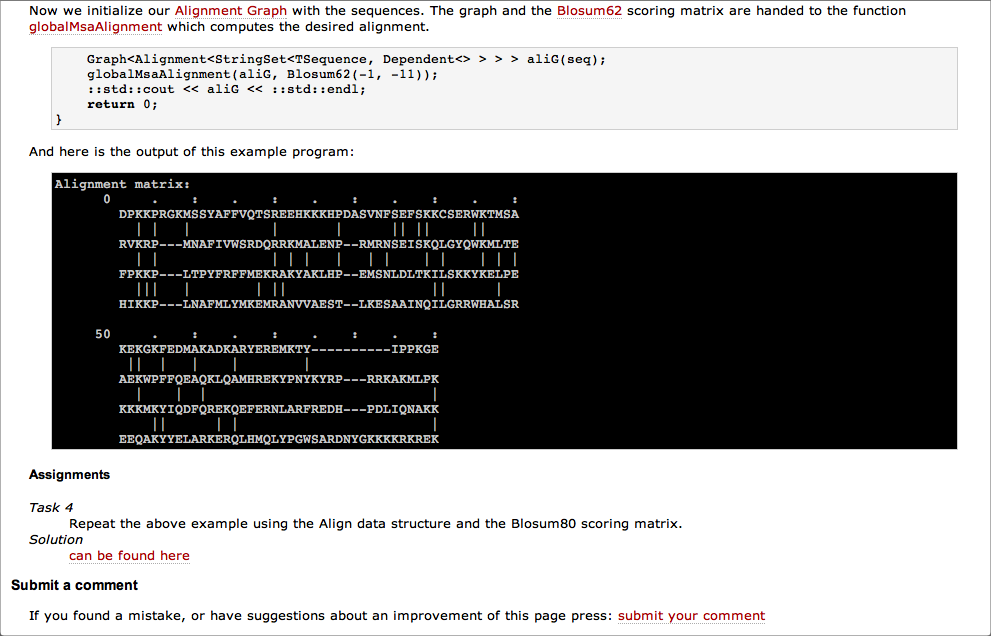 Now we initialize our Alignment Graph with the sequences. The graph and the Blosum62 scoring matrix are handed to the function
globalMsaAlignment which computes the desired alignment.
Graph<Alignment<StringSet<TSequence, Dependent<> > > > aliG(seq);
globalMsaAlignment(aliG, Blosum62(-1, -11));
::std::cout << aliG << ::std::endl;
return 0;
}
And here is the output of this example program:
Alignment matrix:
0     .    :    .    :    .    :    .    :    .    :
DPKKPRGKMSSYAFFVQTSREEHKKKHPDASVNFSEFSKKCSERWKTMSA
  | |   |          |       |      || ||     ||
RVKRP---MNAFIVWSRDQRRKMALENP--RMRNSEISKQLGYQWKMLTE
  | |              | | |   |   | |    | |    | | |
FPKKP---LTPYFRFFMEKRAKYAKLHP--EMSNLDLTKILSKKYKELPE
  |||   |        | ||                  ||      |
HIKKP---LNAFMLYMKEMRANVVAEST--LKESAAINQILGRRWHALSR
50     .    :    .    :    .    :    .    :
KEKGKFEDMAKADKARYEREMKTY----------IPPKGE
 ||  |   |    |        |
AEKWPFFQEAQKLQAMHREKYPNYKYRP---RRKAKMLPK
  |    |  |                            |
KKKMKYIQDFQREKQEFERNLARFREDH---PDLIQNAKK
    ||      | |                        |
EEQAKYYELARKERQLHMQLYPGWSARDNYGKKKKRKREK
Assignments
Task 4
Repeat the above example using the Align data structure and the Blosum80 scoring matrix.
Solution
can be found here
Submit a comment
If you found a mistake, or have suggestions about an improvement of this page press: submit your comment